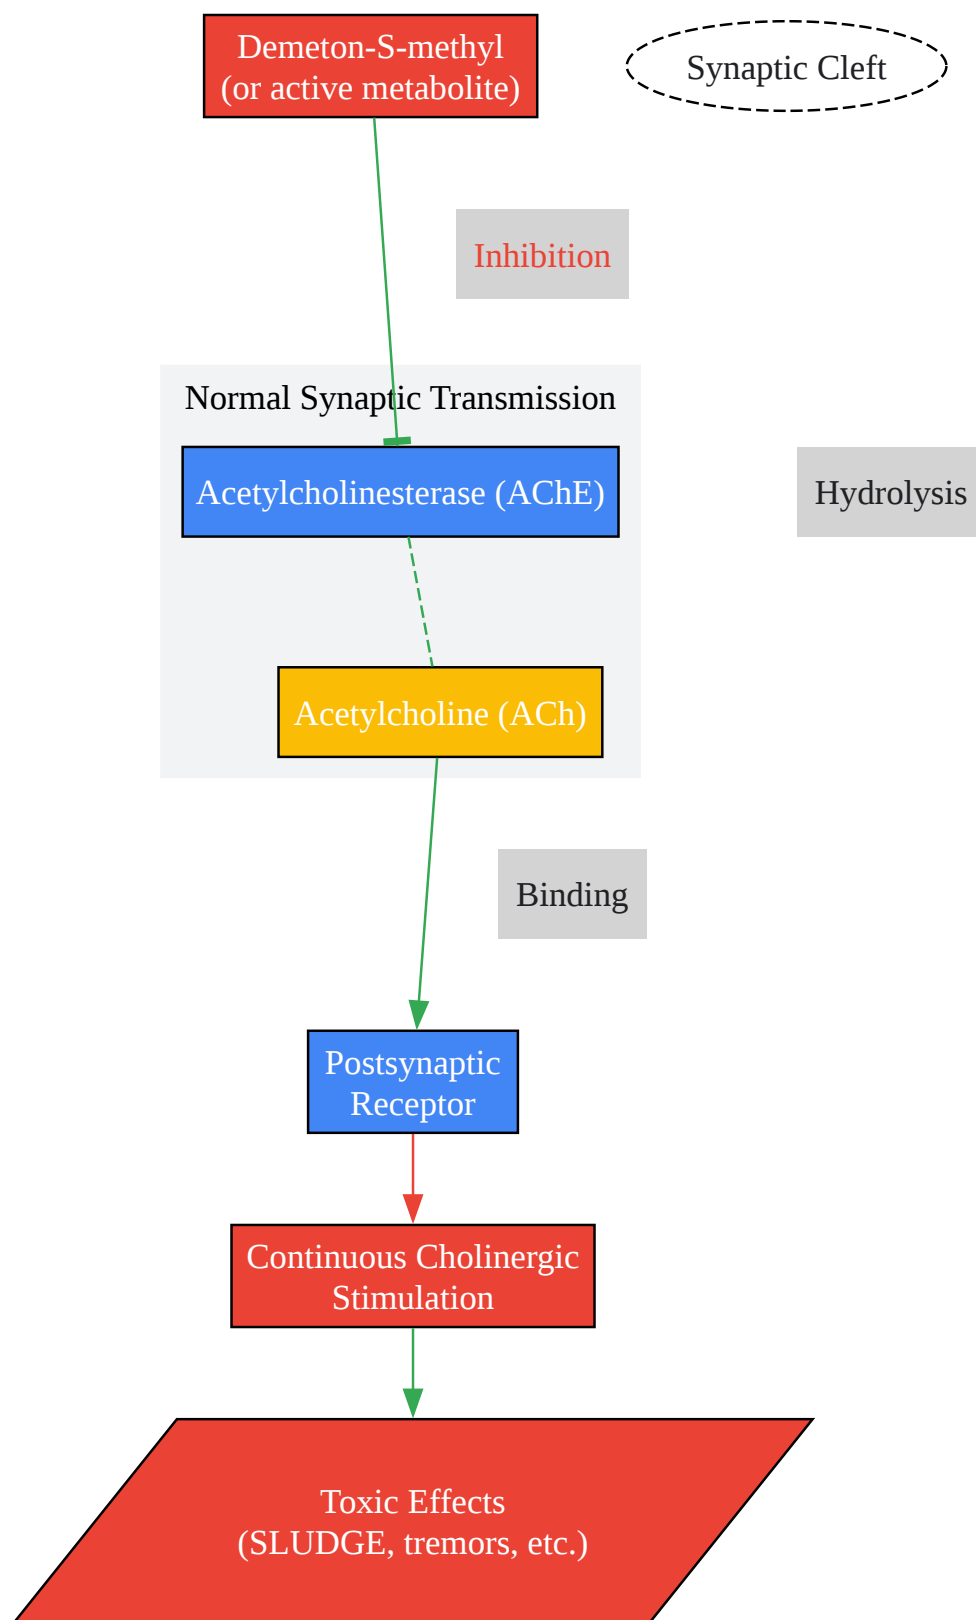 Demeton-S-methyl
(or active metabolite)
Synaptic Cleft
Inhibition
Normal Synaptic Transmission
Acetylcholinesterase (AChE)
Hydrolysis
Acetylcholine (ACh)
Binding
Postsynaptic
Receptor
Continuous Cholinergic
Stimulation
Toxic Effects
(SLUDGE, tremors, etc.)